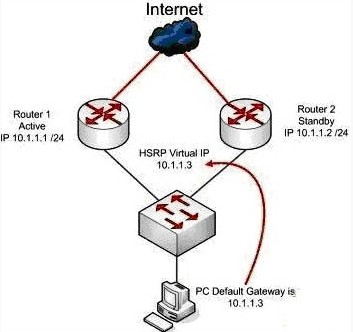 Internet
Router 1
Active
IP 10.1.1.1 /24
Router 2
Standby
IP 10.1.1.2 /24
HSRP Virtual IP
10.1.1.3
PC Default Gateway is
10.1.1.3